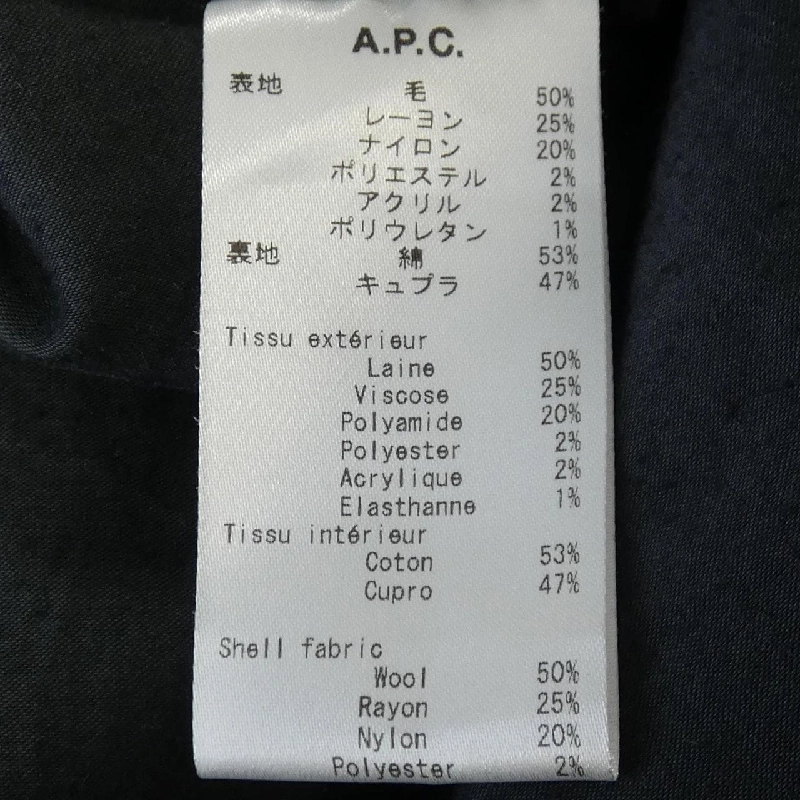 A.P.C.
表地 毛 50%
レーヨン 25%
ナイロン 20%
ポリエステル 2%
アクリル 2%
ポリウレタン 1%
裏地 綿 53%
キュプラ 47%
Tissu extérieur
Laine 50%
Viscose 25%
Polyamide 20%
Polyester 2%
Acrylique 2%
Elasthanne 1%
Tissu intérieur
Coton 53%
Cupro 47%
Shell fabric
Wool 50%
Rayon 25%
Nylon 20%
Polyester 2%